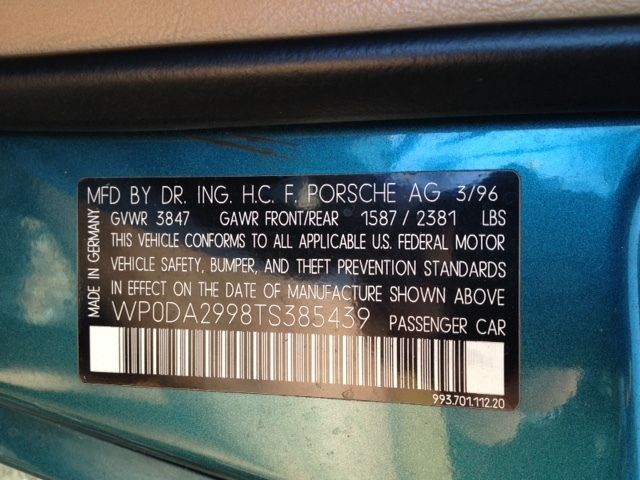 MFD BY DR. ING. H.C. F. PORSCHE AG 3/96
GVWR 3847 GAWR FRONT/REAR 1587 / 2381 LBS
THIS VEHICLE CONFORMS TO ALL APPLICABLE U.S. FEDERAL MOTOR
VEHICLE SAFETY, BUMPER, AND THEFT PREVENTION STANDARDS
IN EFFECT ON THE DATE OF MANUFACTURE SHOWN ABOVE
WP0DA2998TS385439 PASSENGER CAR
MADE IN GERMANY
993.701.112.20